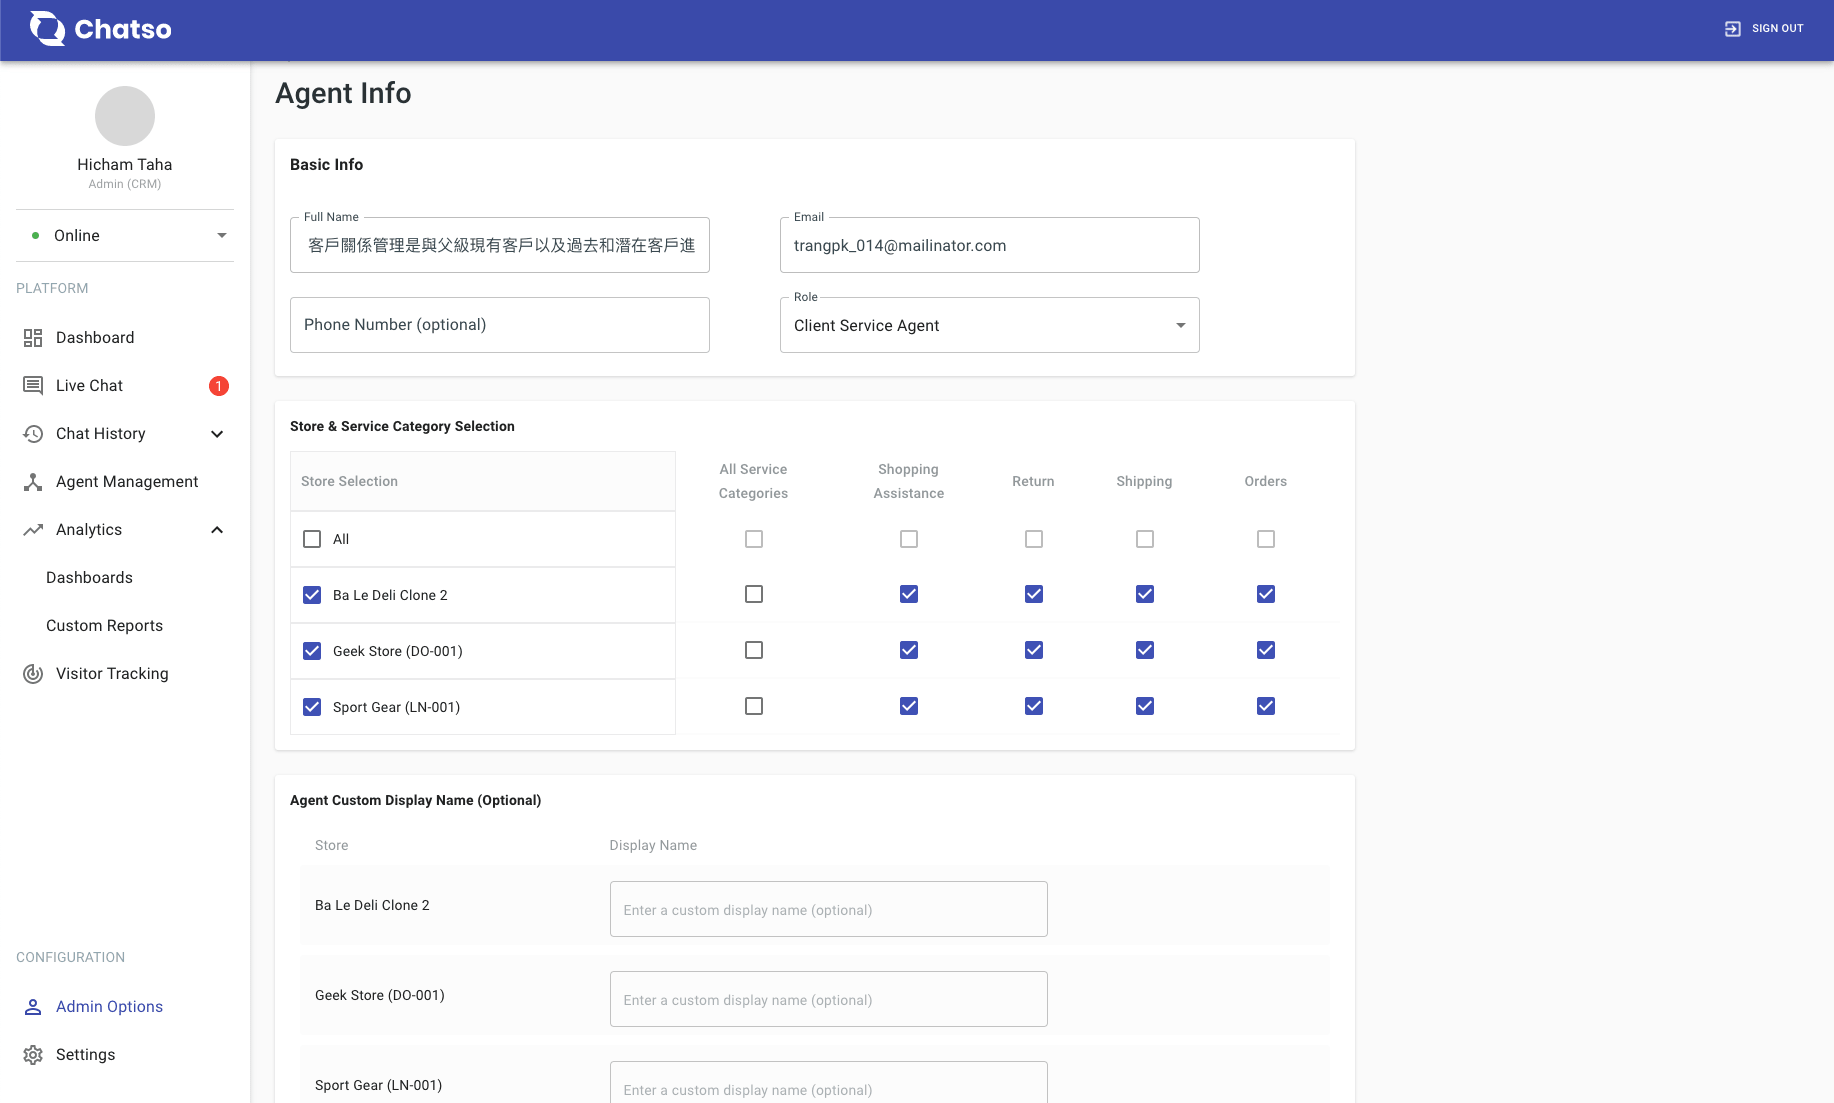 Chatso
SIGN OUT
Hicham Taha
Admin (CRM)
Online
PLATFORM
Dashboard
Live Chat
1
Chat History
Agent Management
Analytics
Dashboards
Custom Reports
Visitor Tracking
CONFIGURATION
Admin Options
Settings
Agent Info
Basic Info
Full Name
客戶關係管理是與父級現有客戶以及過去和潛在客戶進
Email
trangpk_014@mailinator.com
Phone Number (optional)
Role
Client Service Agent
Store & Service Category Selection
Store Selection
All Service
Categories
Shopping
Assistance
Return
Shipping
Orders
All
Ba Le Deli Clone 2
Geek Store (DO-001)
Sport Gear (LN-001)
Agent Custom Display Name (Optional)
Store
Display Name
Ba Le Deli Clone 2
Enter a custom display name (optional)
Geek Store (DO-001)
Enter a custom display name (optional)
Sport Gear (LN-001)
Enter a custom display name (optional)